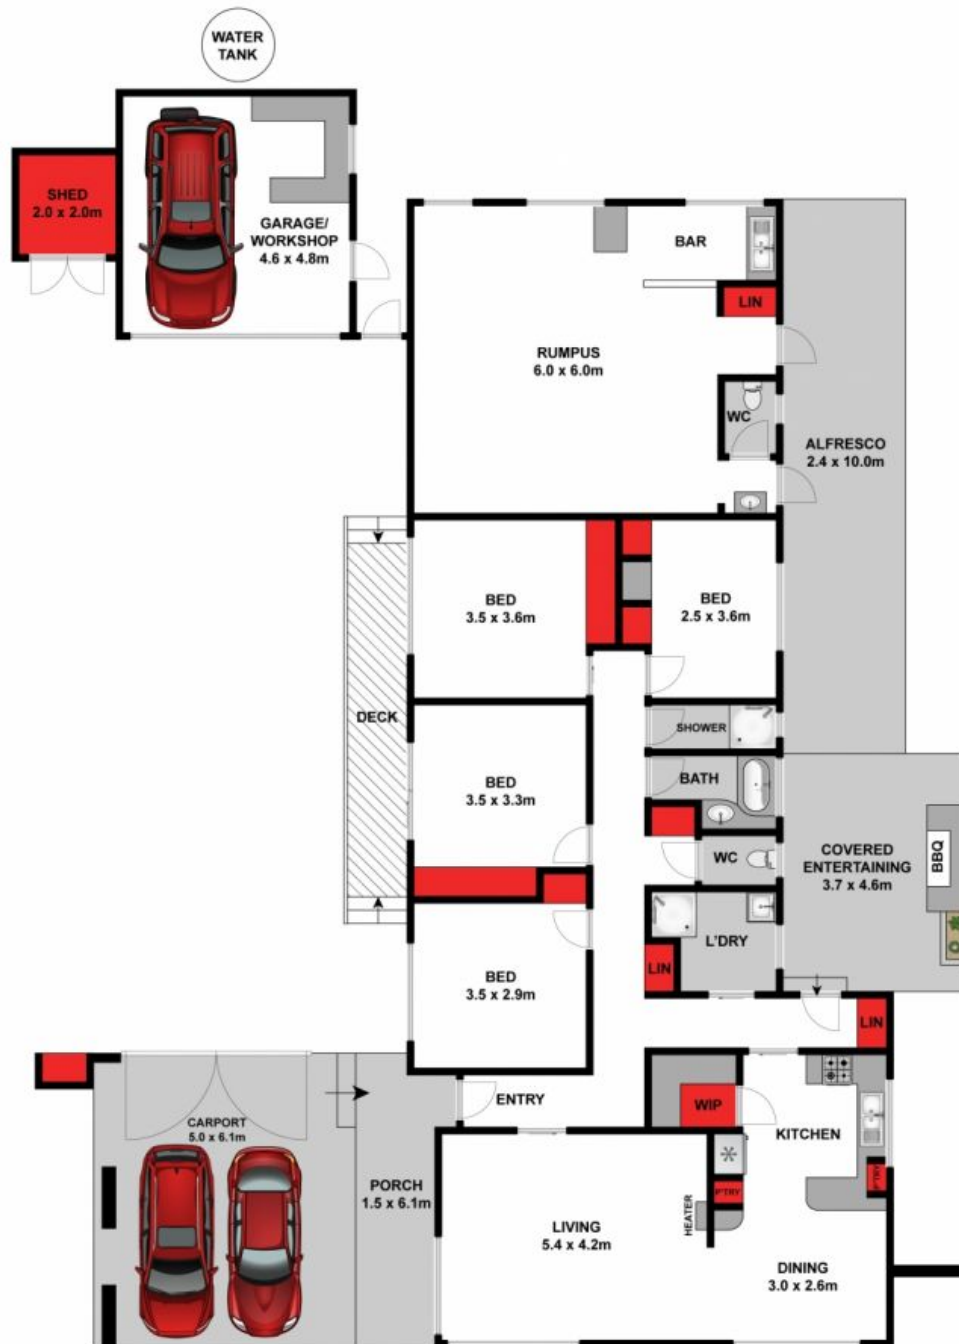 WATER
TANK
SHED
2.0 x 2.0m
GARAGE/
WORKSHOP
4.6 x 4.8m
BAR
LIN
RUMPUS
6.0 x 6.0m
WC
ALFRESCO
2.4 x 10.0m
BED
3.5 x 3.6m
BED
2.5 x 3.6m
DECK
SHOWER
BED
3.5 x 3.3m
BATH
WC
COVERED
ENTERTAINING
3.7 x 4.6m
BBQ
L'DRY
LIN
BED
3.5 x 2.9m
LIN
ENTRY
WIP
CARPORT
5.0 x 6.1m
KITCHEN
PORCH
1.5 x 6.1m
P'TRY
P'TRY
HEATER
LIVING
5.4 x 4.2m
DINING
3.0 x 2.6m